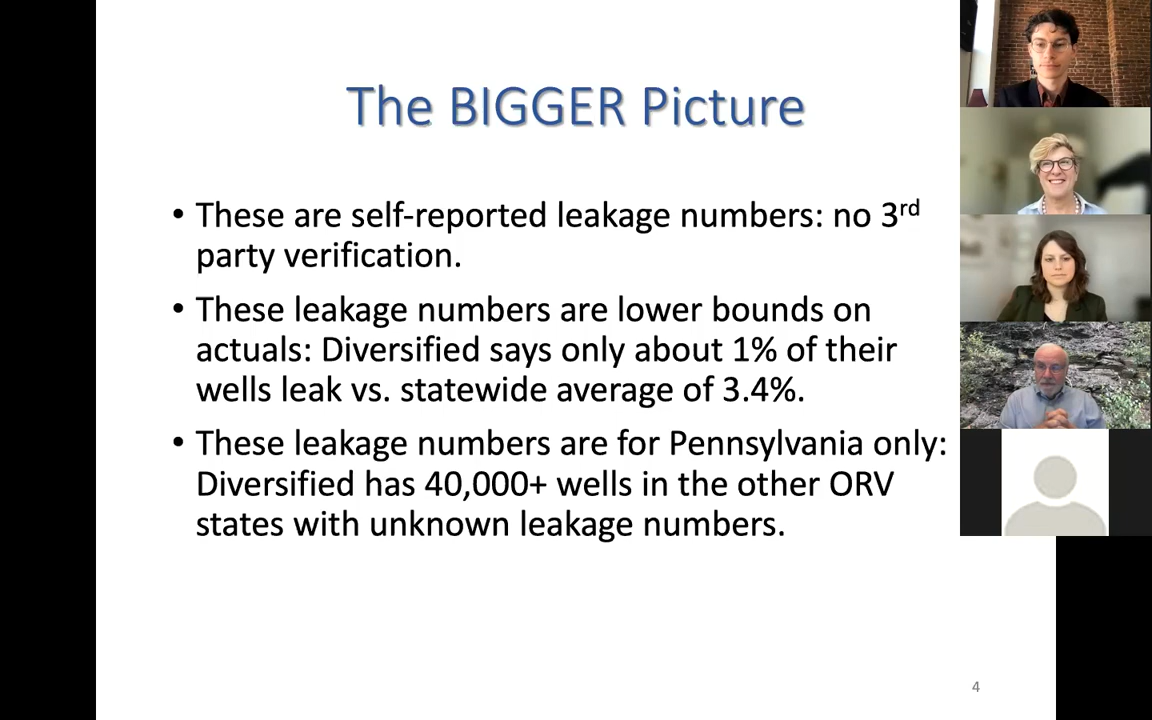 The BIGGER Picture
• These are self-reported leakage numbers: no 3rd
party verification.
• These leakage numbers are lower bounds on
actuals: Diversified says only about 1% of their
wells leak vs. statewide average of 3.4%.
• These leakage numbers are for Pennsylvania only:
Diversified has 40,000+ wells in the other ORV
states with unknown leakage numbers.
4